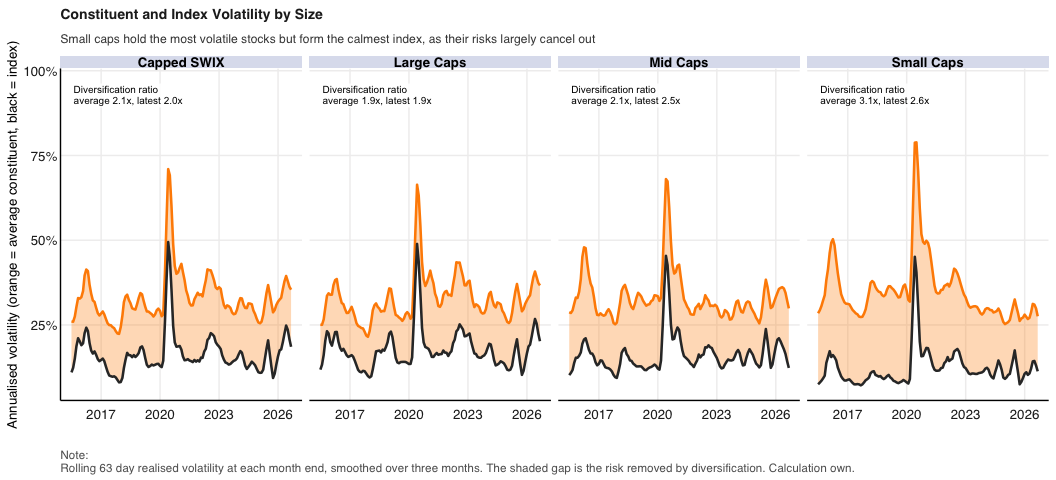 Constituent and Index Volatility by Size
Small caps hold the most volatile stocks but form the calmest index, as their risks largely cancel out
Annualised volatility (orange = average constituent, black = index)
Capped SWIX
Large Caps
Mid Caps
Small Caps
100%
75%
50%
25%
Diversification ratio
average 2.1x, latest 2.0x
Diversification ratio
average 1.9x, latest 1.9x
Diversification ratio
average 2.1x, latest 2.5x
Diversification ratio
average 3.1x, latest 2.6x
2017 2020 2023 2026
2017 2020 2023 2026
2017 2020 2023 2026
2017 2020 2023 2026
Note:
Rolling 63 day realised volatility at each month end, smoothed over three months. The shaded gap is the risk removed by diversification. Calculation own.